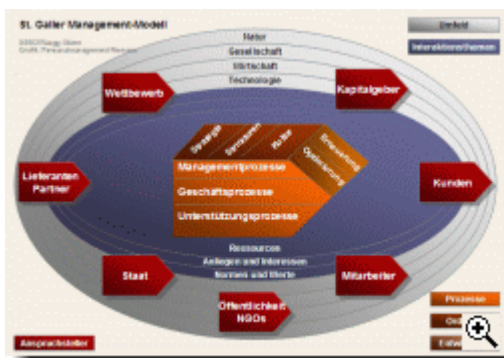 St. Galler Management-Modell
Umfeld
Interaktionsthemen
Natur
Gesellschaft
Wirtschaft
Technologie
Wettbewerb
Kapitalgeber
Strategie
Strukturen
Kultur
Erneuerung
Optimierung
Managementprozesse
Lieferanten
Partner
Geschäftsprozesse
Kunden
Unterstützungsprozesse
Ressourcen
Anliegen und Interessen
Normen und Werte
Staat
Mitarbeiter
Öffentlichkeit
NGOs
Prozesse
Anspruchsteller